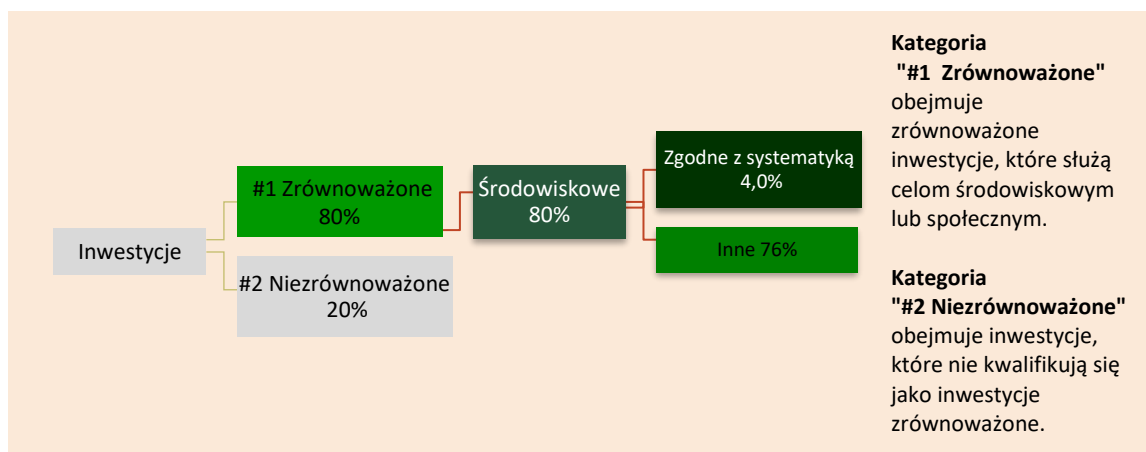 Inwestycje
#1 Zrównoważone
80%
#2 Niezrównoważone
20%
Środowiskowe
80%
Zgodne z systematyką
4,0%
Inne 76%
Kategoria
"#1 Zrównoważone"
obejmuje
zrównoważone
inwestycje, które służą
celom środowiskowym
lub społecznym.
Kategoria
"#2 Niezrównoważone"
obejmuje inwestycje,
które nie kwalifikują się
jako inwestycje
zrównoważone.